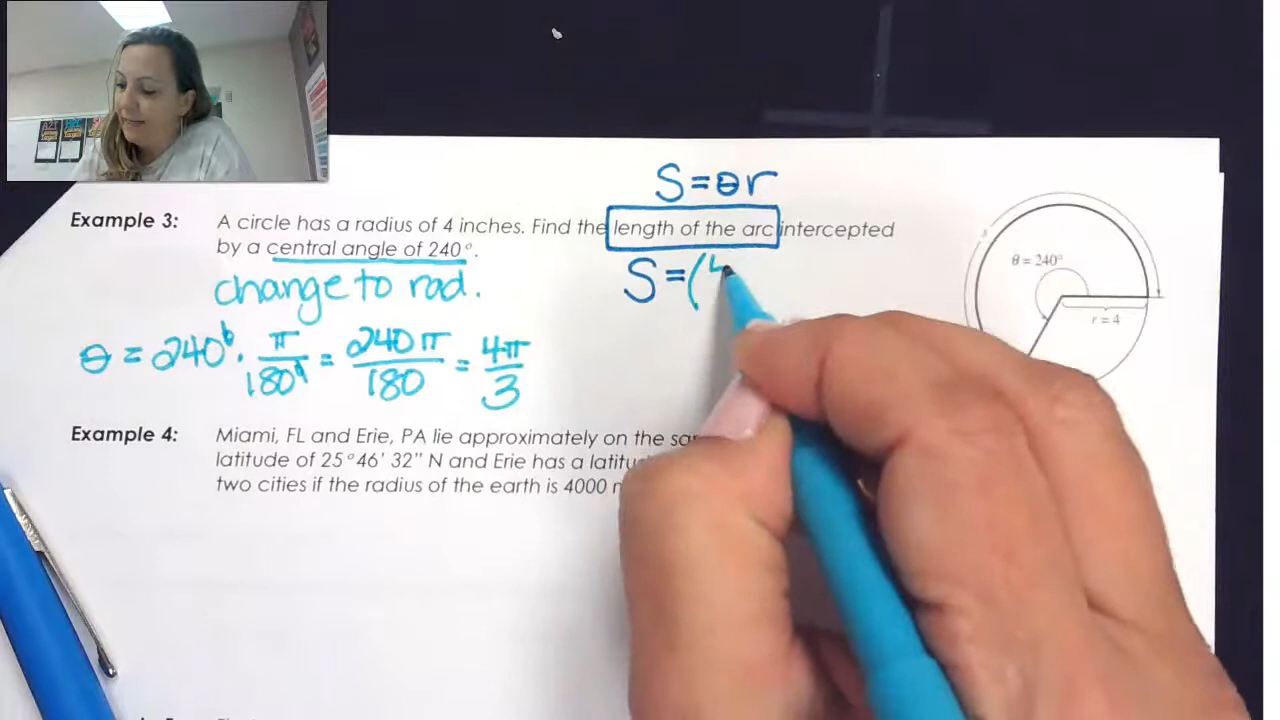 S = θr
Example 3: A circle has a radius of 4 inches. Find the length of the arc intercepted
by a central angle of 240°.
S = (4
change to rad.
θ = 240° · π/180° = 240π/180 = 4π/3
θ = 240°
r = 4
Example 4: Miami, FL and Erie, PA lie approximately on the
latitude of 25° 46' 32" N and Erie has a
two cities if the radius of the earth is 4000